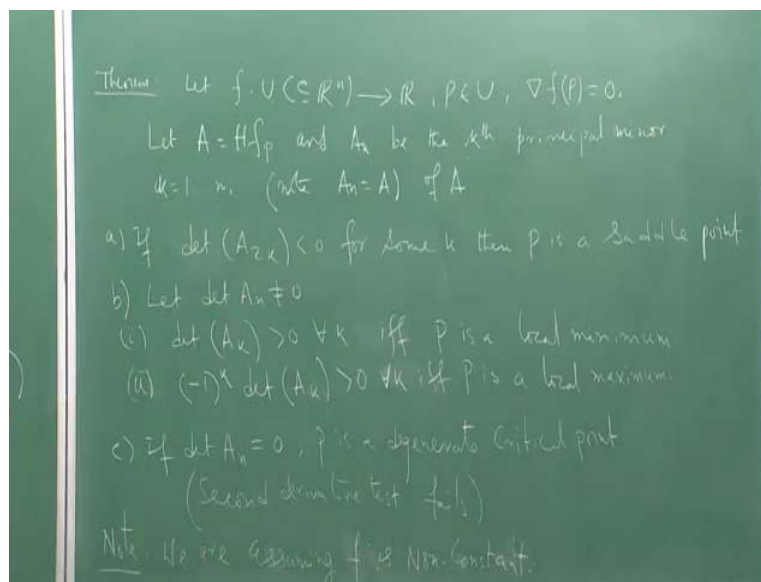 Theorem: Let f: U(⊆ ℝⁿ) → ℝ, P ∈ U, ∇f(P) = 0.
Let A = Hf_P and A_k be the kth principal minor
k = 1 n. (note A_n = A) of A
a) If det (A_2k) < 0 for some k then P is a Saddle point
b) Let det A_n ≠ 0
(i) det (A_k) > 0 ∀k iff P is a local minimum
(ii) (-1)^k det (A_k) > 0 ∀k iff P is a local maximum.
c) If det A_n = 0, P is a degenerate Critical point
(Second derivative test fails)
Note. We are assuming f is Non-Constant.
)